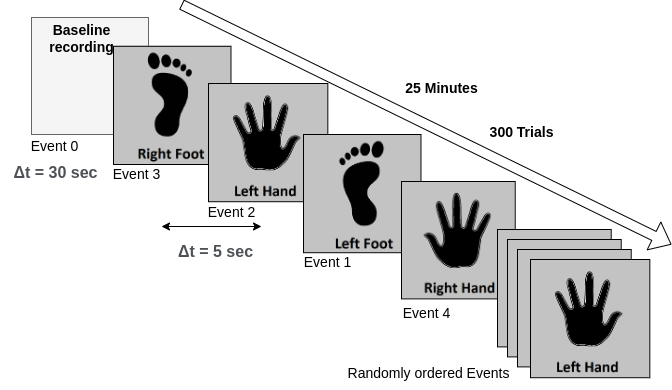 Baseline
recording
Event 0
Δt = 30 sec
Right Foot
Event 3
Left Hand
Event 2
Δt = 5 sec
Left Foot
Event 1
Right Hand
Event 4
25 Minutes
300 Trials
Left Hand
Randomly ordered Events